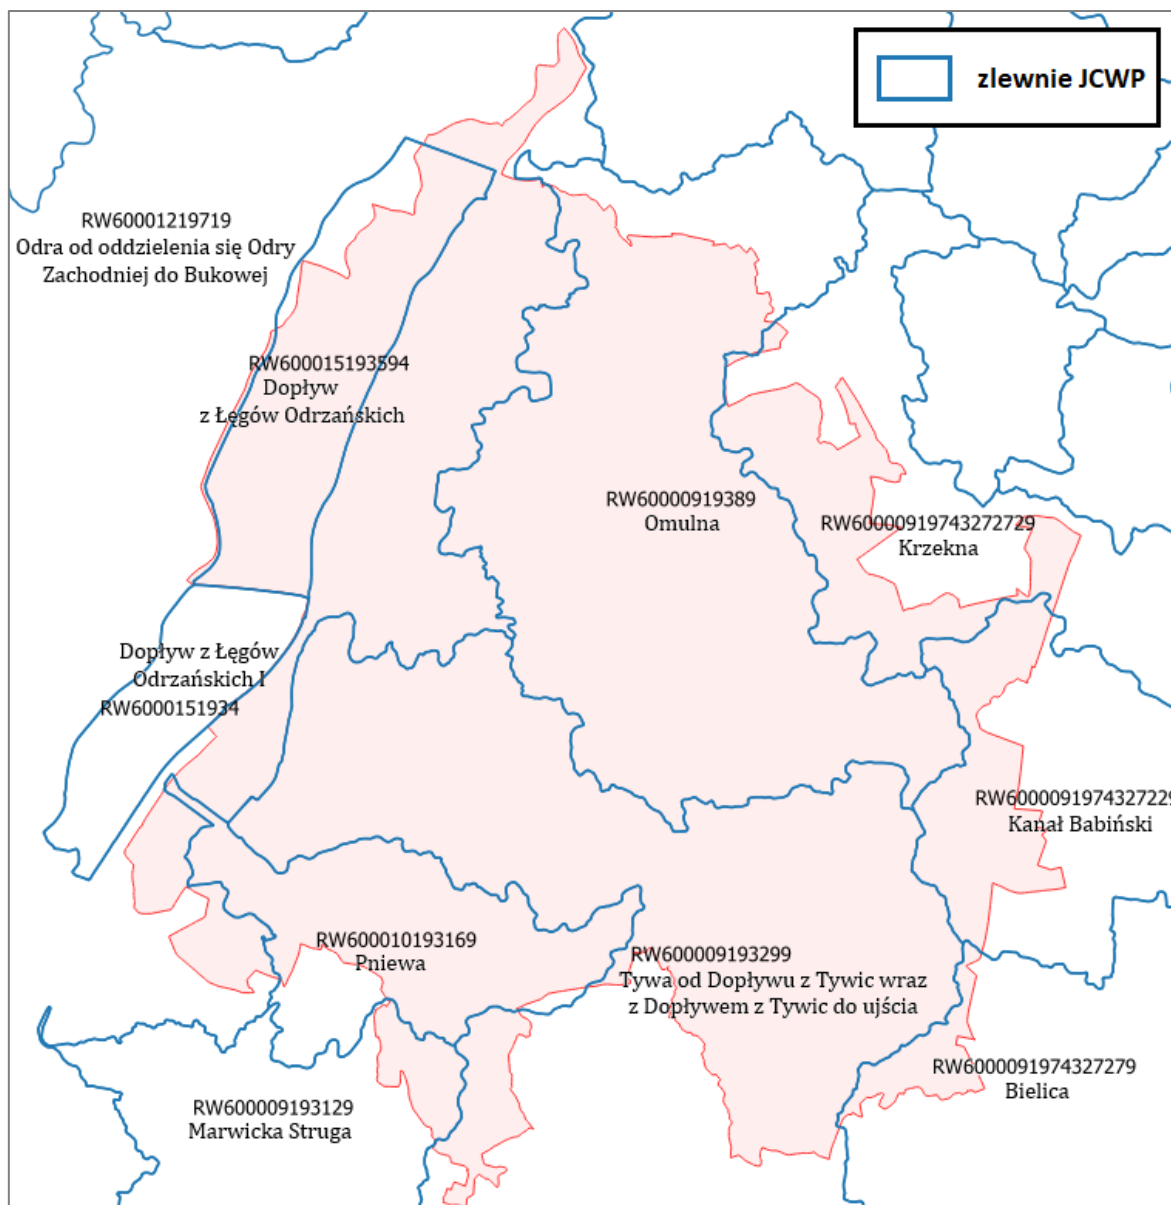 zlewnie JCWP
RW60001219719
Odra od oddzielenia się Odry
Zachodniej do Bukowej
RW600015193594
Dopływ
z Łęgów Odrzańskich
RW60000919389
Omulna
RW60000919743272729
Krzekna
Dopływ z Łęgów
Odrzańskich I
RW6000151934
RW6000091974327229
Kanał Babiński
RW600010193169
Pniewa
RW600009193299
Tywa od Dopływu z Tywic wraz
z Dopływem z Tywic do ujścia
RW6000091974327279
Bielica
RW600009193129
Marwicka Struga